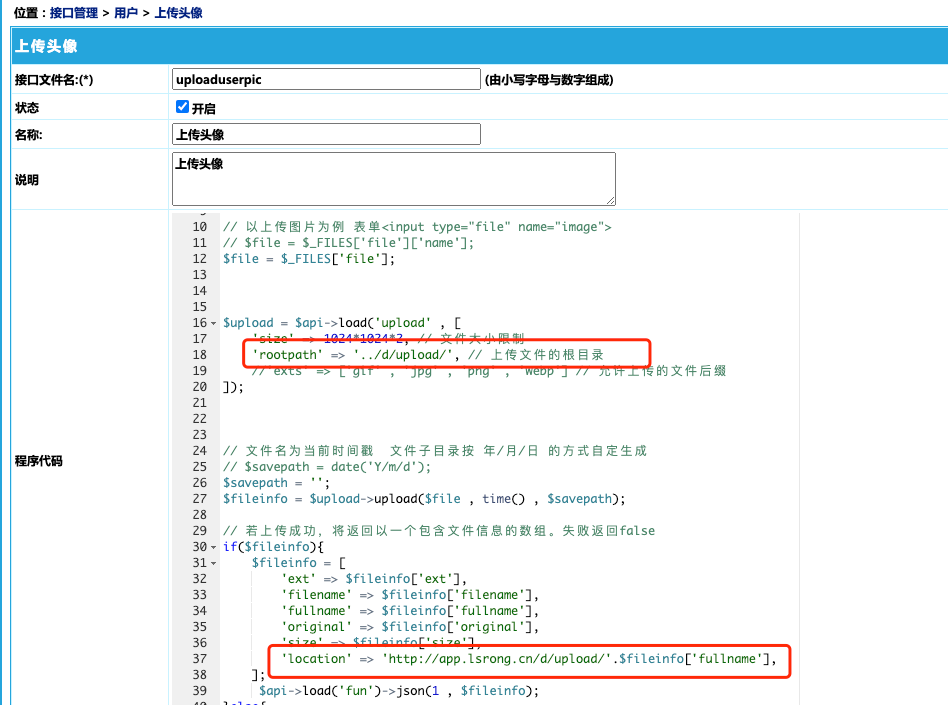 位置：接口管理 > 用户 > 上传头像
上传头像
接口文件名:(*) uploaduserpic (由小写字母与数字组成)
状态 开启
名称: 上传头像
说明 上传头像
程序代码
10 // 以上传图片为例 表单<input type="file" name="image">
11 // $file = $_FILES['file']['name'];
12 $file = $_FILES['file'];
13
14
15
16 $upload = $api->load('upload' , [
17 'size' => 1024*1024*2, // 文件大小限制
18 'rootpath' => '../d/upload/', // 上传文件的根目录
19 //'exts' => ['gif' , 'jpg' , 'png' , 'webp'] // 允许上传的文件后缀
20 ]);
21
22
23
24 // 文件名为当前时间戳 文件子目录按 年/月/日 的方式自定生成
25 // $savepath = date('Y/m/d');
26 $savepath = '';
27 $fileinfo = $upload->upload($file , time() , $savepath);
28
29 // 若上传成功，将返回以一个包含文件信息的数组。失败返回false
30 if($fileinfo){
31 $fileinfo = [
32 'ext' => $fileinfo['ext'],
33 'filename' => $fileinfo['filename'],
34 'fullname' => $fileinfo['fullname'],
35 'original' => $fileinfo['original'],
36 'size' => $fileinfo['size'],
37 'location' => 'http://app.lsrong.cn/d/upload/'.$fileinfo['fullname'],
38 ];
39 $api->load('fun')->json(1 , $fileinfo);
40 }else{